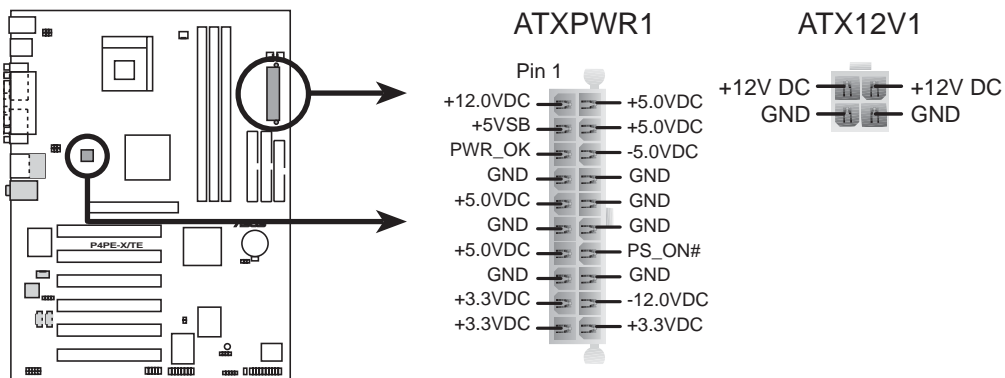 ATXPWR1
ATX12V1
Pin 1
+12.0VDC
+5.0VDC
+5VSB
+5.0VDC
PWR_OK
-5.0VDC
GND
GND
+5.0VDC
GND
GND
GND
+5.0VDC
PS_ON#
GND
GND
+3.3VDC
-12.0VDC
+3.3VDC
+3.3VDC
+12V DC
+12V DC
GND
GND
P4PE-X/TE